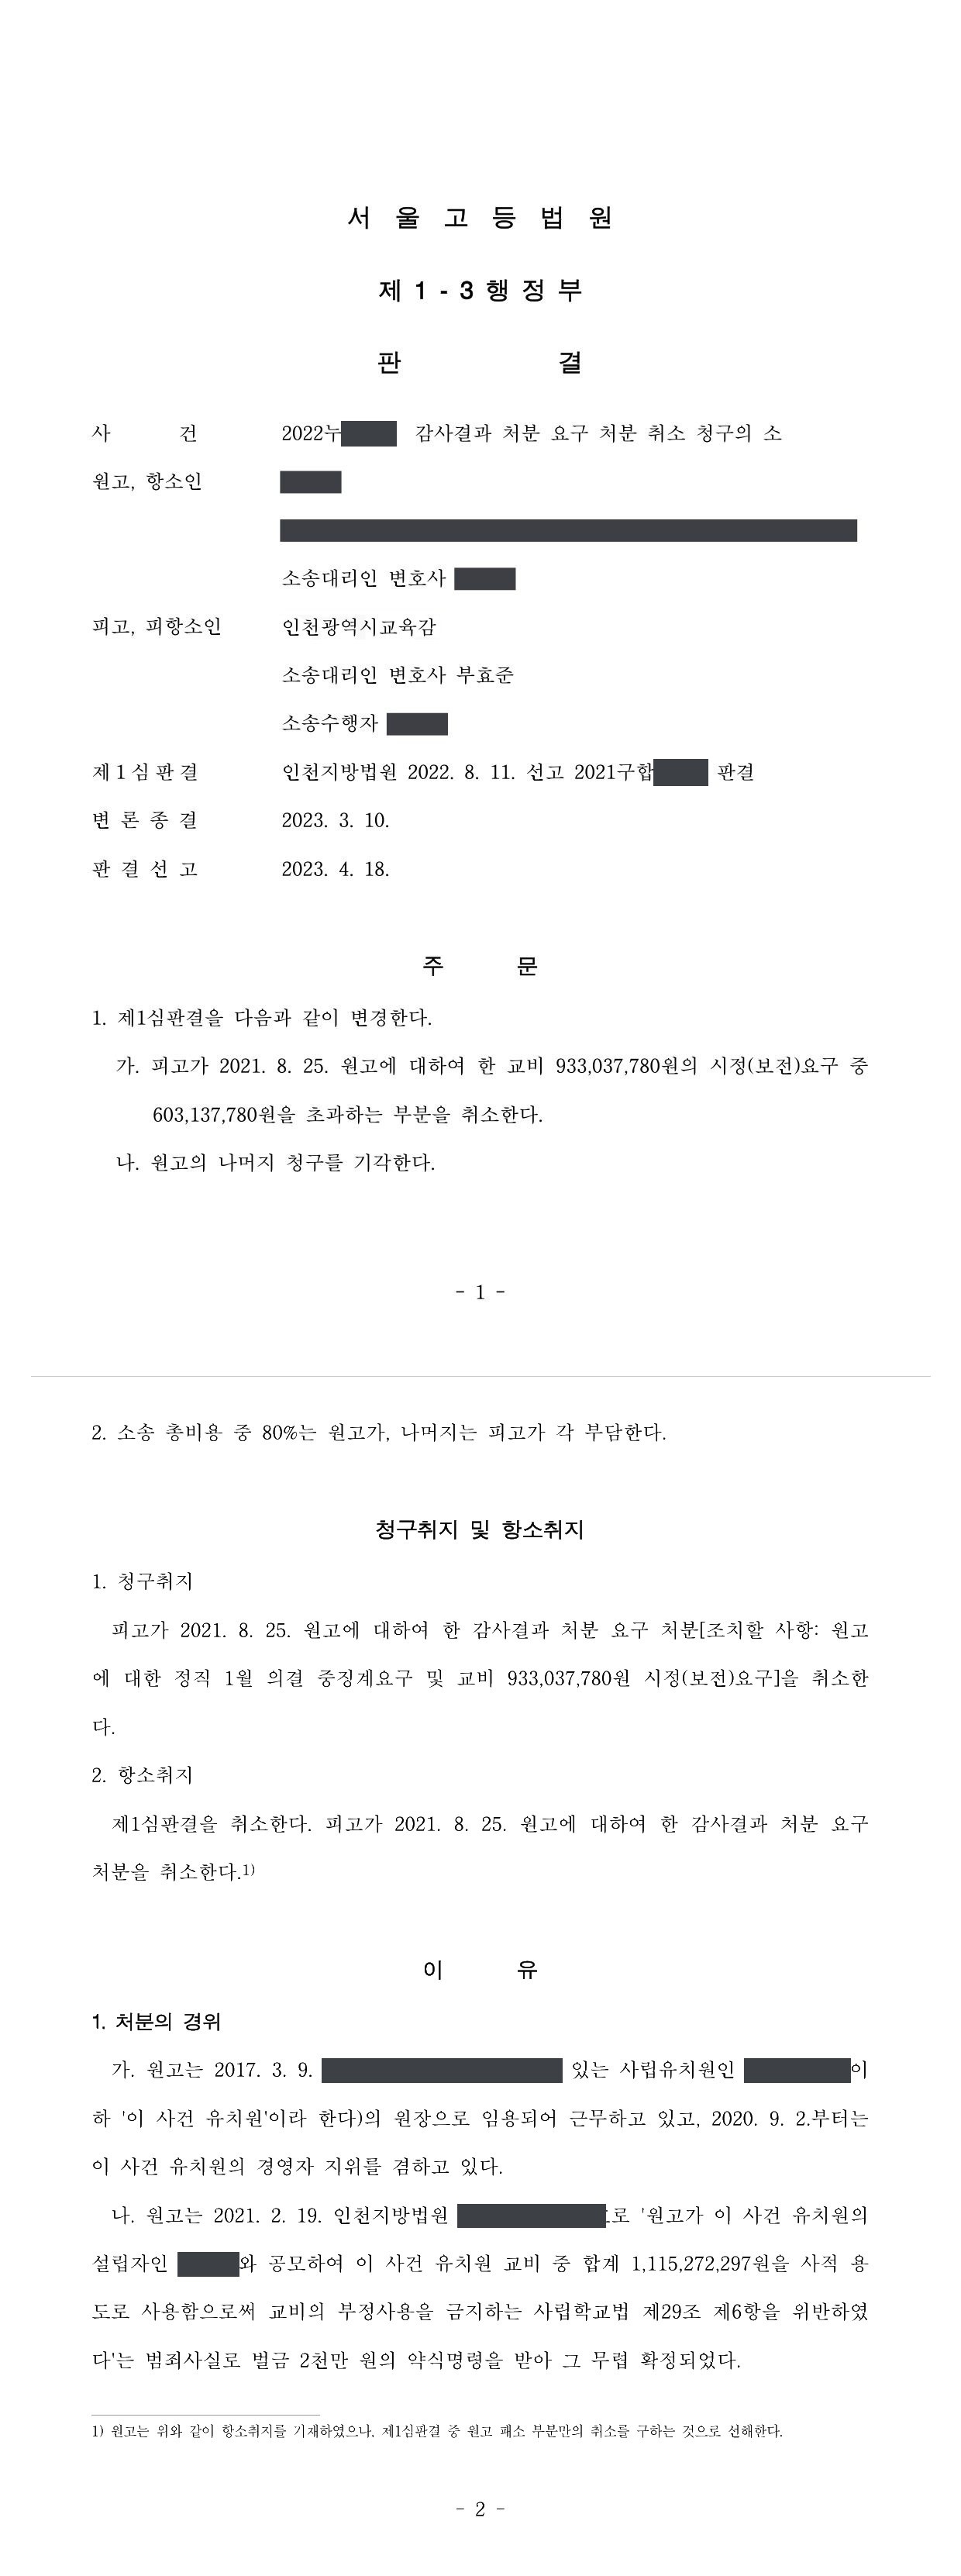 서 울 고 등 법 원
제 1 - 3 행 정 부
판 결
사 건 2022누 감사결과 처분 요구 처분 취소 청구의 소
원고, 항소인
소송대리인 변호사
피고, 피항소인 인천광역시교육감
소송대리인 변호사 부효준
소송수행자
제 1 심 판 결 인천지방법원 2022. 8. 11. 선고 2021구합 판결
변 론 종 결 2023. 3. 10.
판 결 선 고 2023. 4. 18.
주 문
1. 제1심판결을 다음과 같이 변경한다.
가. 피고가 2021. 8. 25. 원고에 대하여 한 교비 933,037,780원의 시정(보전)요구 중
603,137,780원을 초과하는 부분을 취소한다.
나. 원고의 나머지 청구를 기각한다.
- 1 -
2. 소송 총비용 중 80%는 원고가, 나머지는 피고가 각 부담한다.
청구취지 및 항소취지
1. 청구취지
피고가 2021. 8. 25. 원고에 대하여 한 감사결과 처분 요구 처분[조치할 사항: 원고
에 대한 정직 1월 의결 중징계요구 및 교비 933,037,780원 시정(보전)요구]을 취소한
다.
2. 항소취지
제1심판결을 취소한다. 피고가 2021. 8. 25. 원고에 대하여 한 감사결과 처분 요구
처분을 취소한다.1)
이 유
1. 처분의 경위
가. 원고는 2017. 3. 9. 있는 사립유치원인 이
하 '이 사건 유치원'이라 한다)의 원장으로 임용되어 근무하고 있고, 2020. 9. 2.부터는
이 사건 유치원의 경영자 지위를 겸하고 있다.
나. 원고는 2021. 2. 19. 인천지방법원 로 '원고가 이 사건 유치원의
설립자인 와 공모하여 이 사건 유치원 교비 중 합계 1,115,272,297원을 사적 용
도로 사용함으로써 교비의 부정사용을 금지하는 사립학교법 제29조 제6항을 위반하였
다'는 범죄사실로 벌금 2천만 원의 약식명령을 받아 그 무렵 확정되었다.
1) 원고는 위와 같이 항소취지를 기재하였으나, 제1심판결 중 원고 패소 부분만의 취소를 구하는 것으로 선해한다.
- 2 -